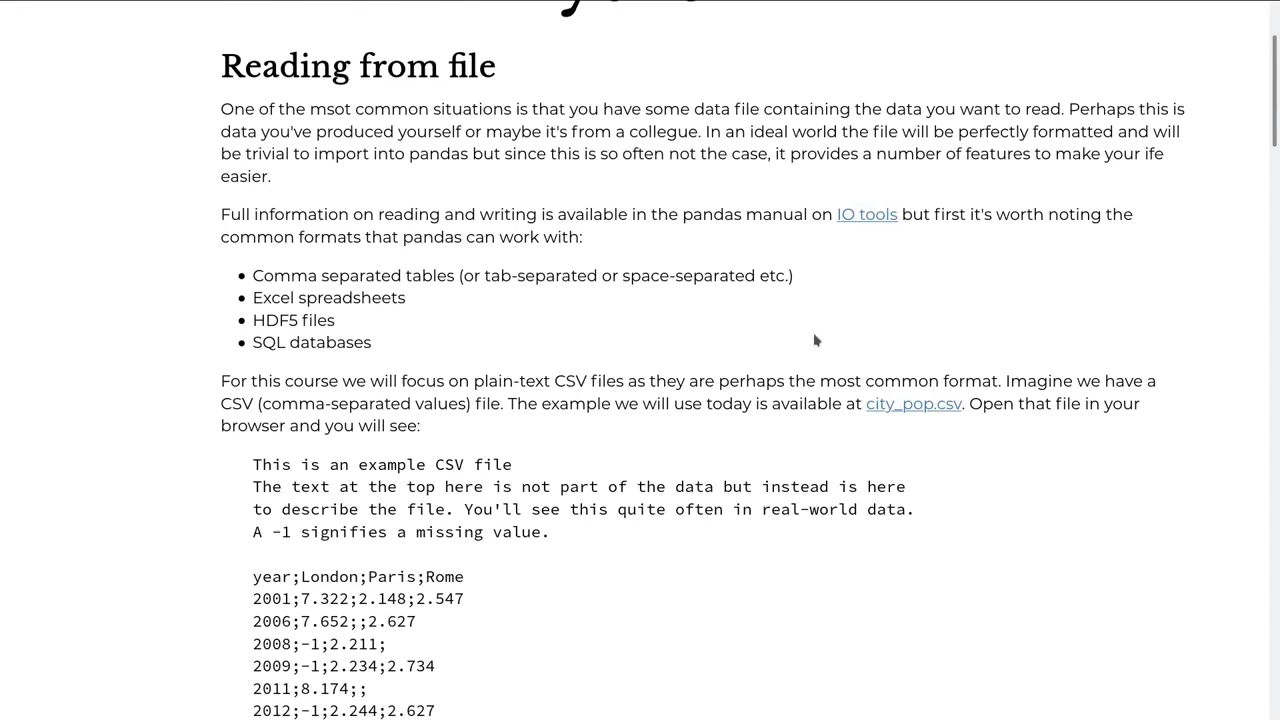 Reading from file
One of the msot common situations is that you have some data file containing the data you want to read. Perhaps this is
data you've produced yourself or maybe it's from a collegue. In an ideal world the file will be perfectly formatted and will
be trivial to import into pandas but since this is so often not the case, it provides a number of features to make your ife
easier.
Full information on reading and writing is available in the pandas manual on IO tools but first it's worth noting the
common formats that pandas can work with:
• Comma separated tables (or tab-separated or space-separated etc.)
• Excel spreadsheets
• HDF5 files
• SQL databases
For this course we will focus on plain-text CSV files as they are perhaps the most common format. Imagine we have a
CSV (comma-separated values) file. The example we will use today is available at city_pop.csv. Open that file in your
browser and you will see:
This is an example CSV file
The text at the top here is not part of the data but instead is here
to describe the file. You'll see this quite often in real-world data.
A -1 signifies a missing value.
year;London;Paris;Rome
2001;7.322;2.148;2.547
2006;7.652;;2.627
2008;-1;2.211;
2009;-1;2.234;2.734
2011;8.174;;
2012;-1;2.244;2.627